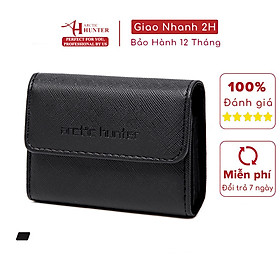 ARCTIC
HUNTER
PERFECT FOR YOU,
PROFESSIONAL BY US
Giao Nhanh 2H
Bảo Hành 12 Tháng
100%
Đánh giá
arctic hunter
Miễn phí
Đổi trả 7 ngày